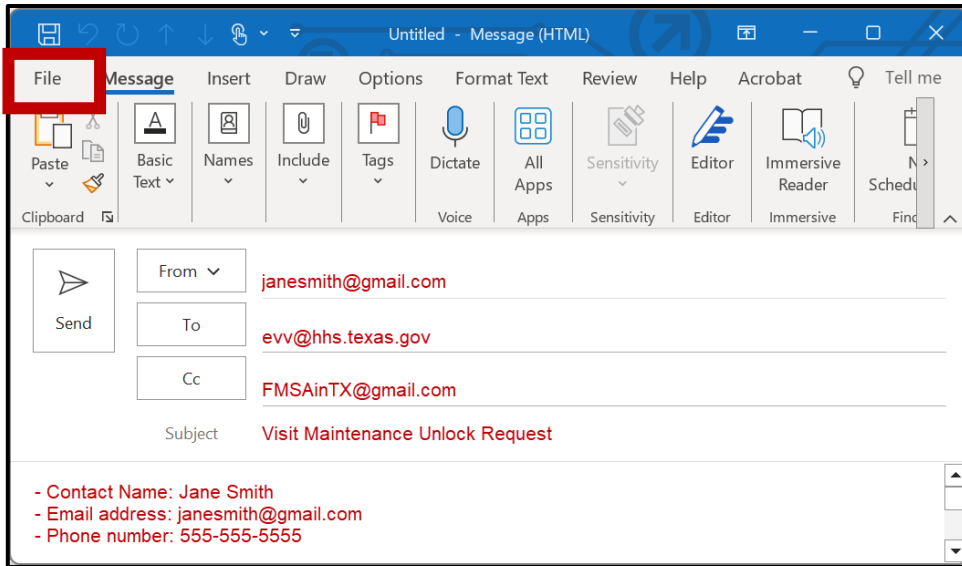 Untitled - Message (HTML)
File Message Insert Draw Options Format Text Review Help Acrobat Tell me
Paste
Basic Text
Names
Include
Tags
Dictate
All Apps
Sensitivity
Editor
Immersive Reader
Clipboard Voice Apps Sensitivity Editor Immersive
Send
From janesmith@gmail.com
To evv@hhs.texas.gov
Cc FMSAinTX@gmail.com
Subject Visit Maintenance Unlock Request
- Contact Name: Jane Smith
- Email address: janesmith@gmail.com
- Phone number: 555-555-5555